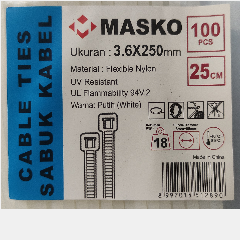 CABLE TIES
SABUK KABEL
MASKO
Ukuran : 3.6X250mm
Material : Flexible Nylon
UV Resistant
UL Flammability 94V.2
Warna: Putih (White)
100
PCS
25CM
18
Made in China